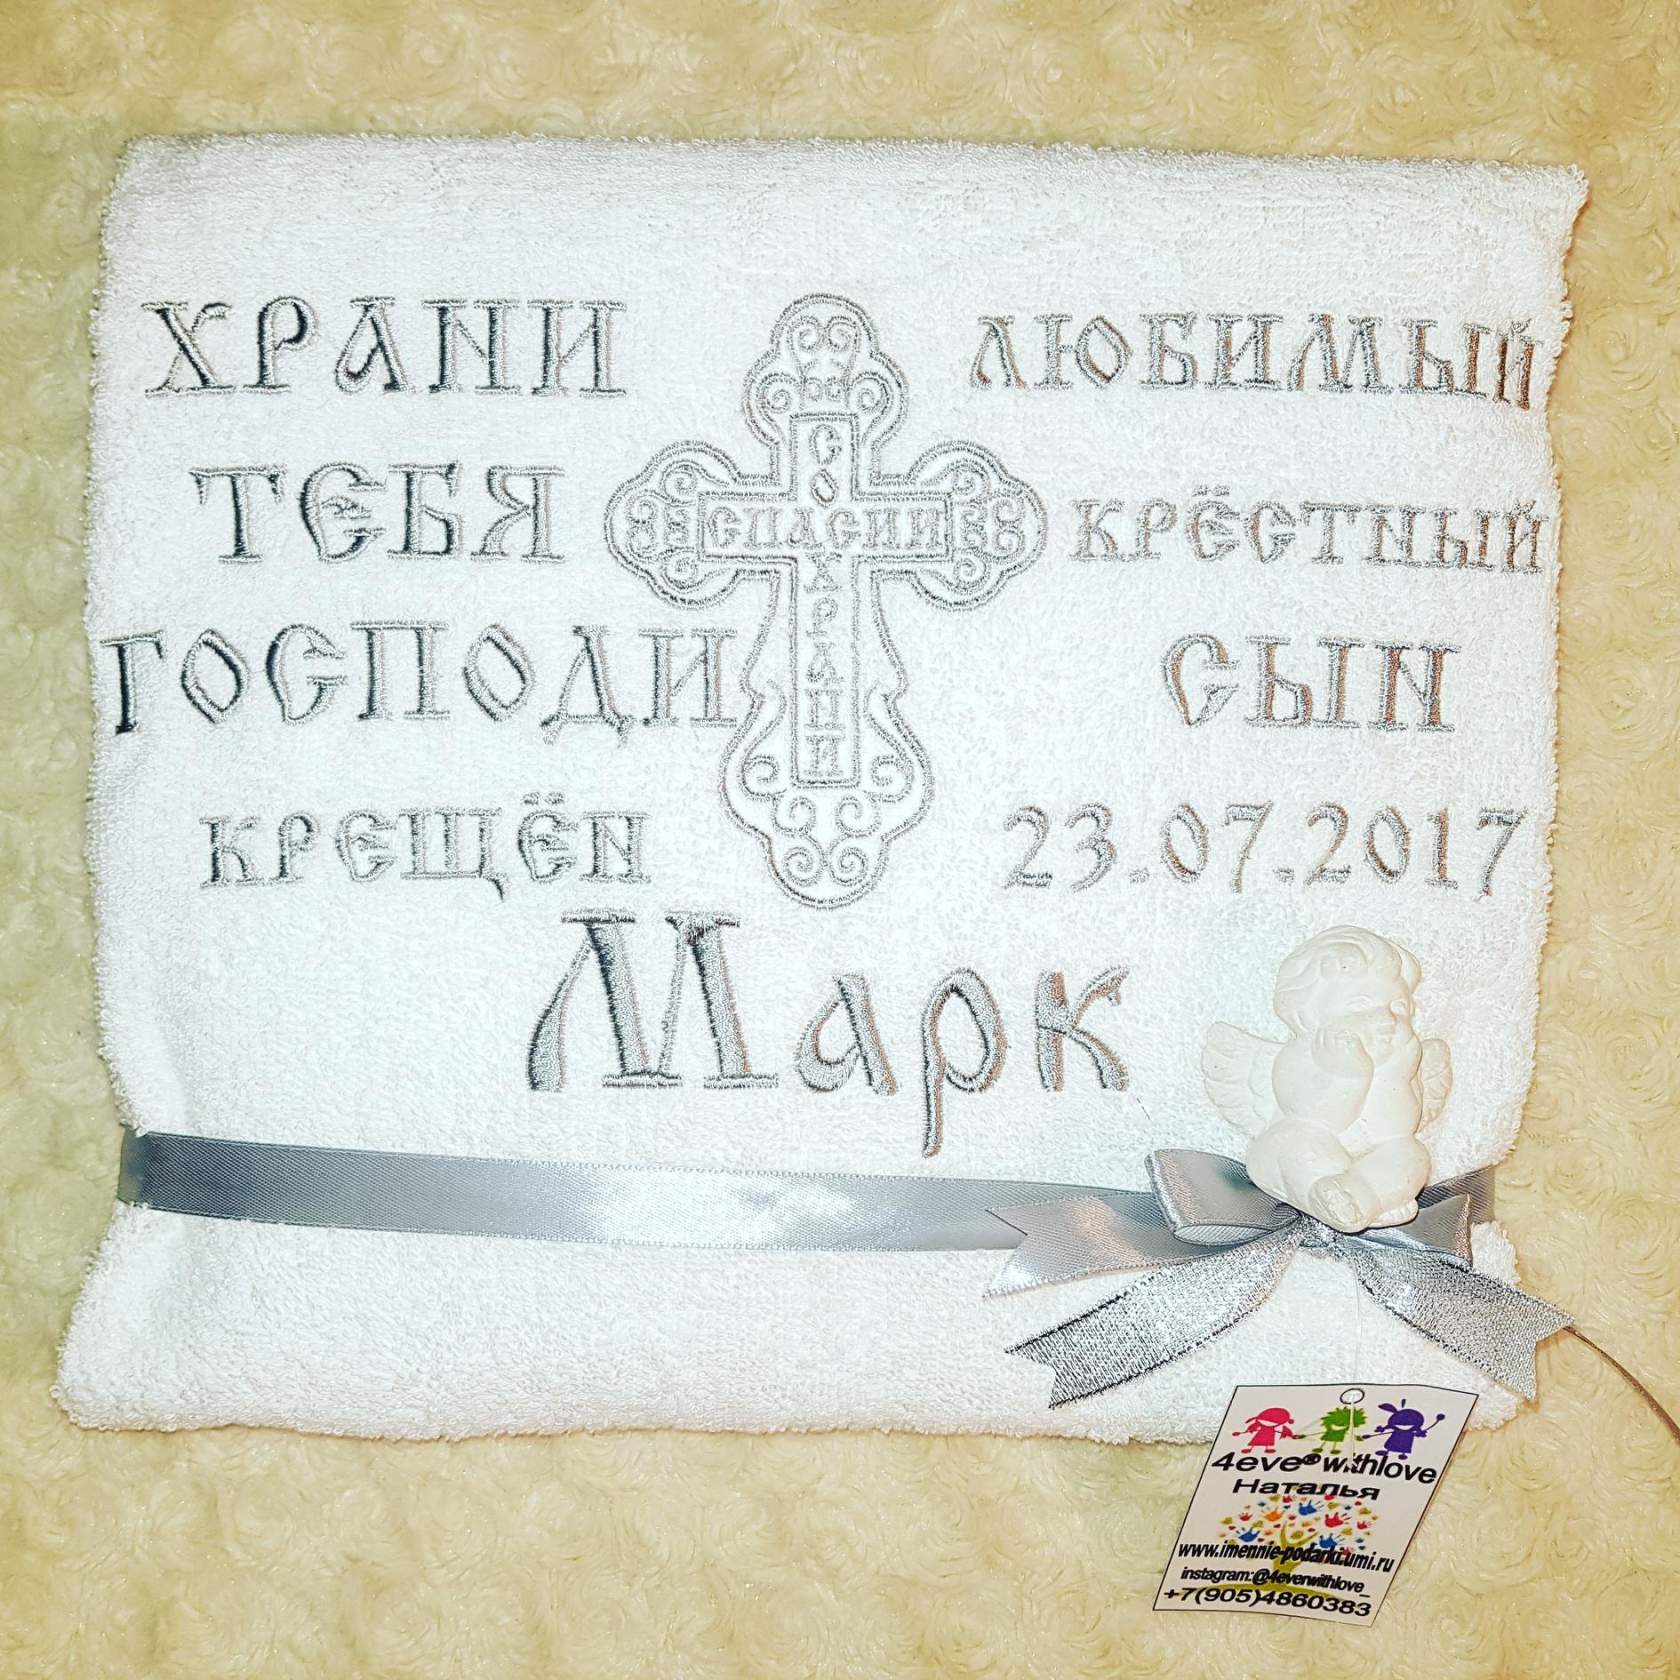 ХРАНИ
ТЕБЯ
ГОСПОДИ
КРЕЩЁН
СПАСИ И
СОХРАНИ
ЛЮБИМЫЙ
КРЁСТНЫЙ
СЫН
23.07.2017
Марк
4eve® withlove
Наталья
www.imennie-podarki.umi.ru
instagram:@4everwithlove_
+7(905)4860383